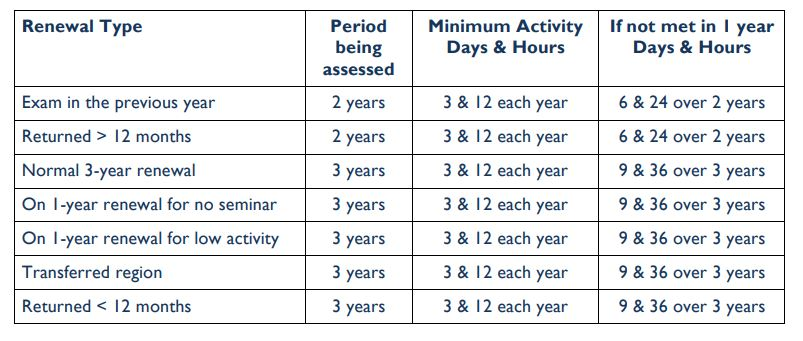 Renewal Type
Period
being
assessed
Minimum Activity
Days & Hours
If not met in 1 year
Days & Hours
Exam in the previous year 2 years 3 & 12 each year 6 & 24 over 2 years
Returned > 12 months 2 years 3 & 12 each year 6 & 24 over 2 years
Normal 3-year renewal 3 years 3 & 12 each year 9 & 36 over 3 years
On 1-year renewal for no seminar 3 years 3 & 12 each year 9 & 36 over 3 years
On 1-year renewal for low activity 3 years 3 & 12 each year 9 & 36 over 3 years
Transferred region 3 years 3 & 12 each year 9 & 36 over 3 years
Returned < 12 months 3 years 3 & 12 each year 9 & 36 over 3 years